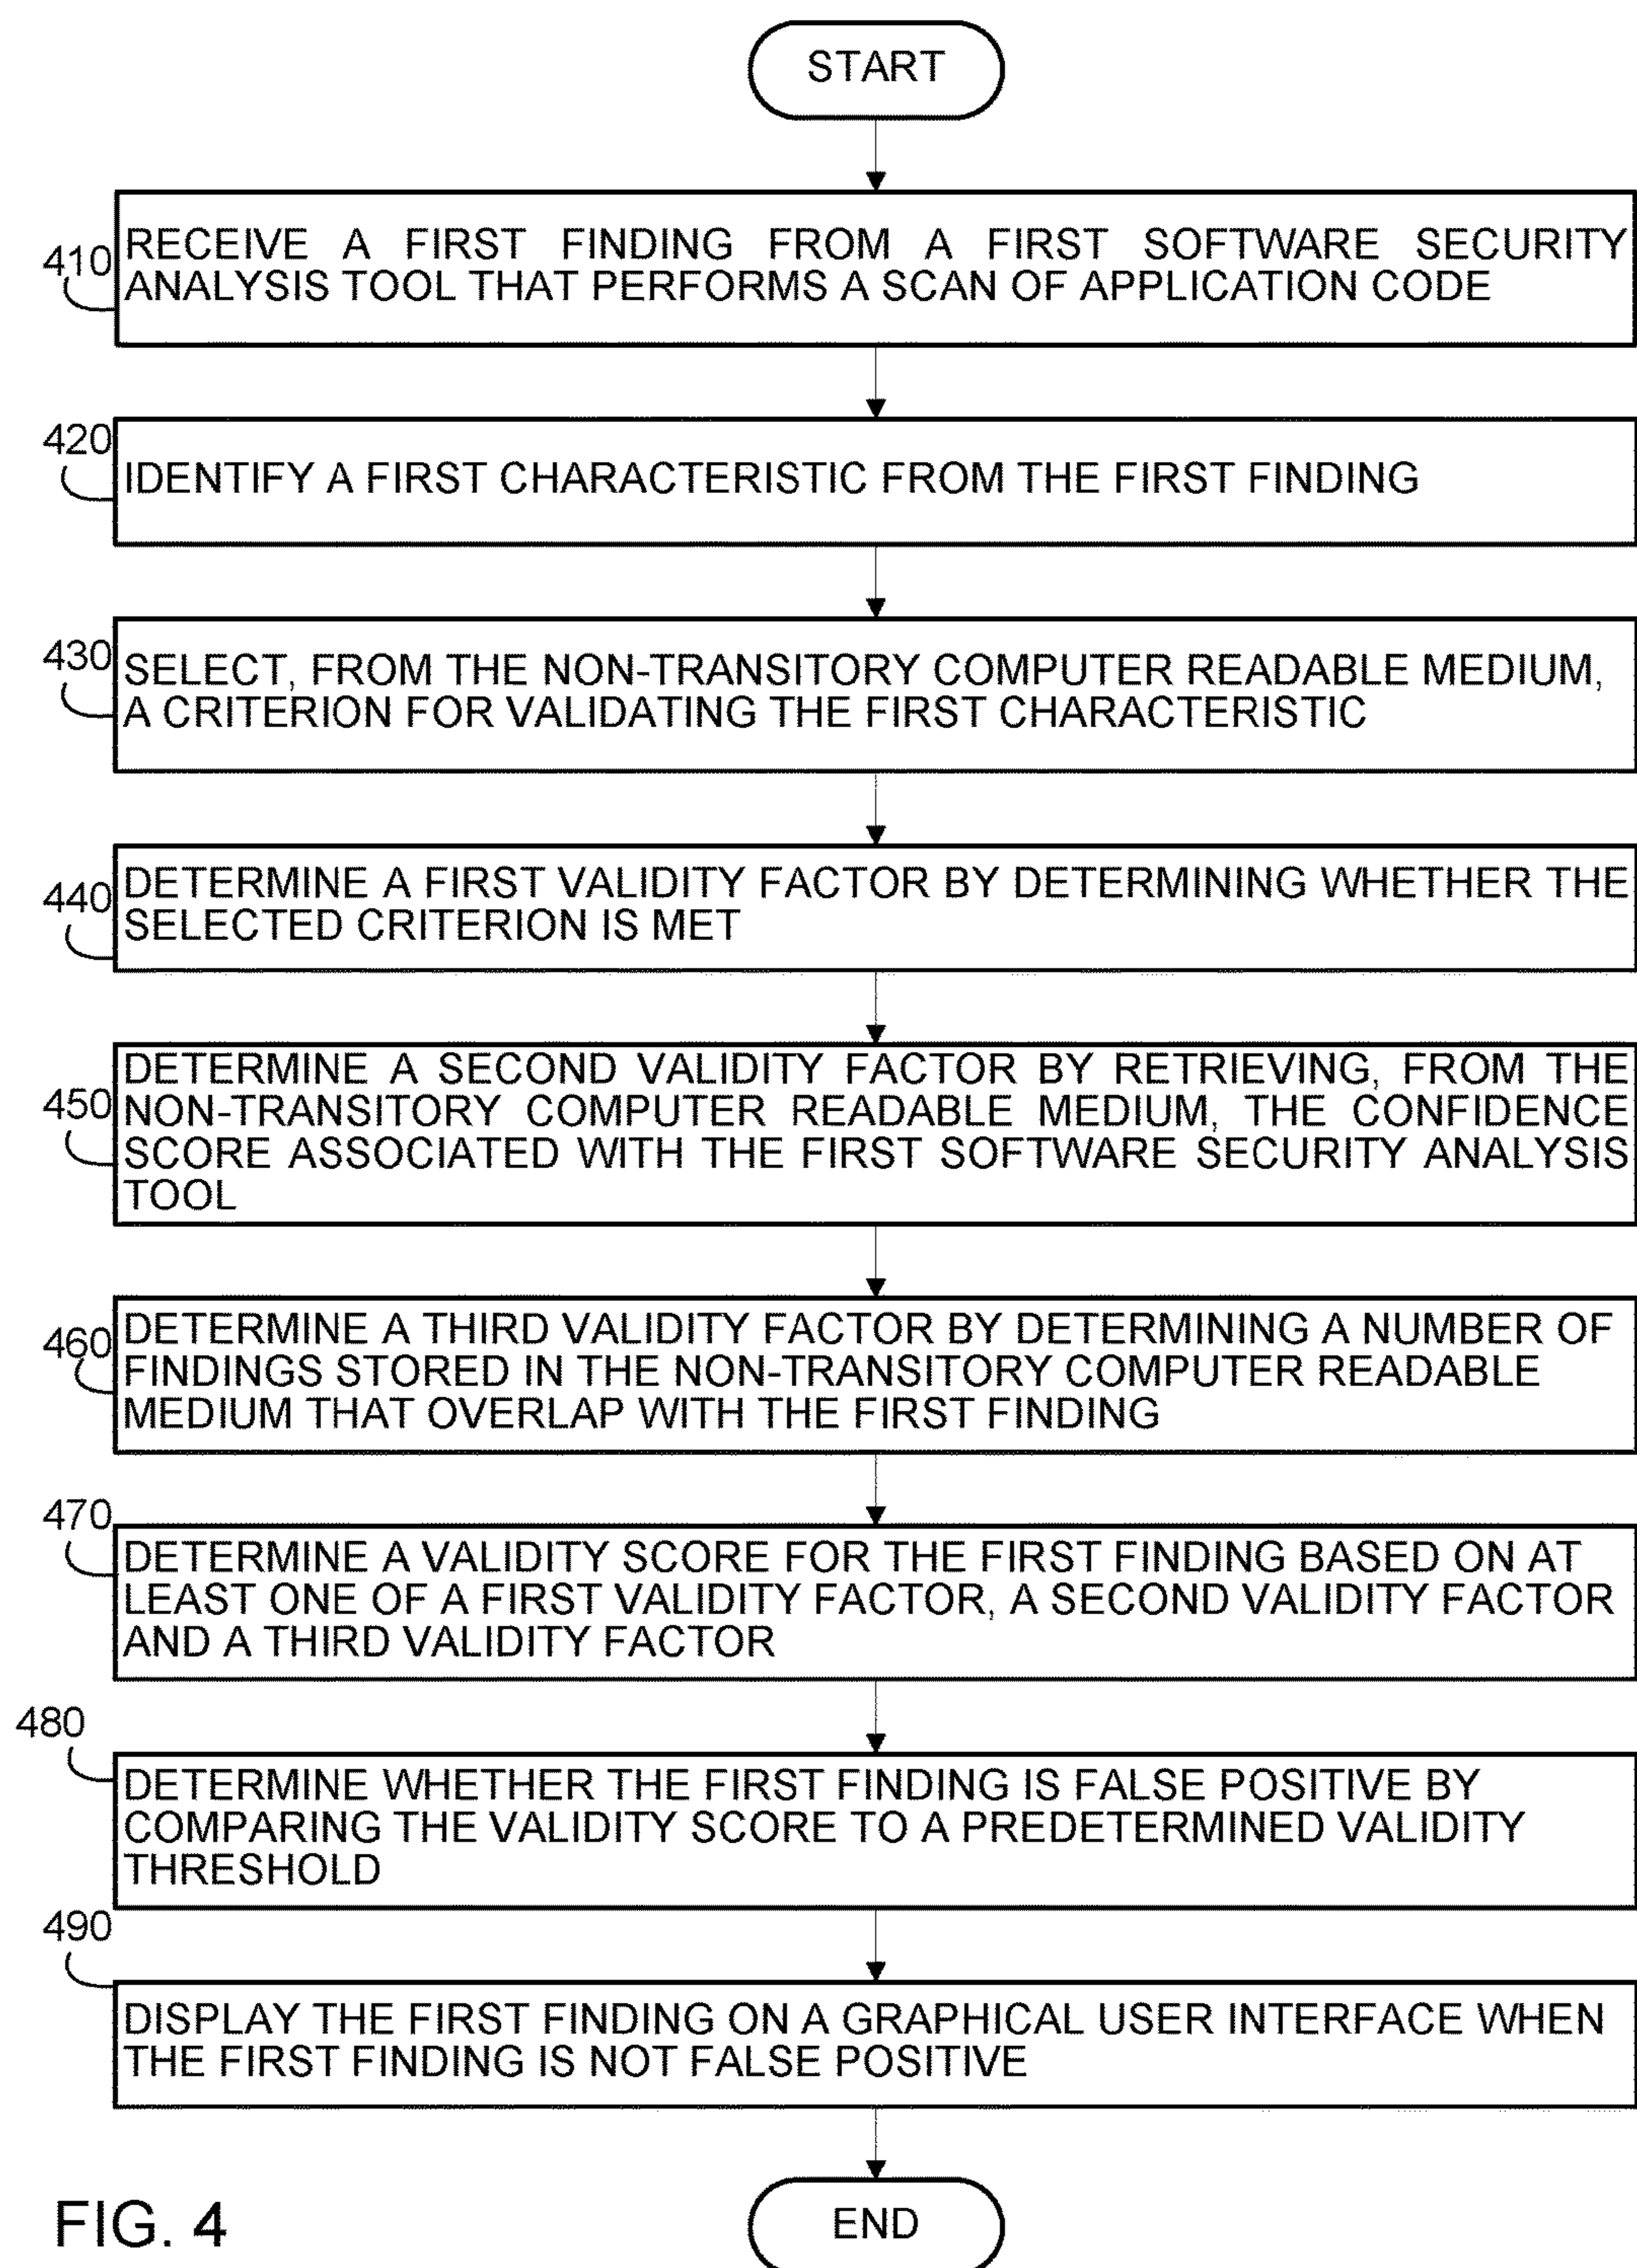 START
410
RECEIVE A FIRST FINDING FROM A FIRST SOFTWARE SECURITY
ANALYSIS TOOL THAT PERFORMS A SCAN OF APPLICATION CODE
420
IDENTIFY A FIRST CHARACTERISTIC FROM THE FIRST FINDING
430
SELECT, FROM THE NON-TRANSITORY COMPUTER READABLE MEDIUM,
A CRITERION FOR VALIDATING THE FIRST CHARACTERISTIC
440
DETERMINE A FIRST VALIDITY FACTOR BY DETERMINING WHETHER THE
SELECTED CRITERION IS MET
450
DETERMINE A SECOND VALIDITY FACTOR BY RETRIEVING, FROM THE
NON-TRANSITORY COMPUTER READABLE MEDIUM, THE CONFIDENCE
SCORE ASSOCIATED WITH THE FIRST SOFTWARE SECURITY ANALYSIS
TOOL
460
DETERMINE A THIRD VALIDITY FACTOR BY DETERMINING A NUMBER OF
FINDINGS STORED IN THE NON-TRANSITORY COMPUTER READABLE
MEDIUM THAT OVERLAP WITH THE FIRST FINDING
470
DETERMINE A VALIDITY SCORE FOR THE FIRST FINDING BASED ON AT
LEAST ONE OF A FIRST VALIDITY FACTOR, A SECOND VALIDITY FACTOR
AND A THIRD VALIDITY FACTOR
480
DETERMINE WHETHER THE FIRST FINDING IS FALSE POSITIVE BY
COMPARING THE VALIDITY SCORE TO A PREDETERMINED VALIDITY
THRESHOLD
490
DISPLAY THE FIRST FINDING ON A GRAPHICAL USER INTERFACE WHEN
THE FIRST FINDING IS NOT FALSE POSITIVE
END
FIG. 4